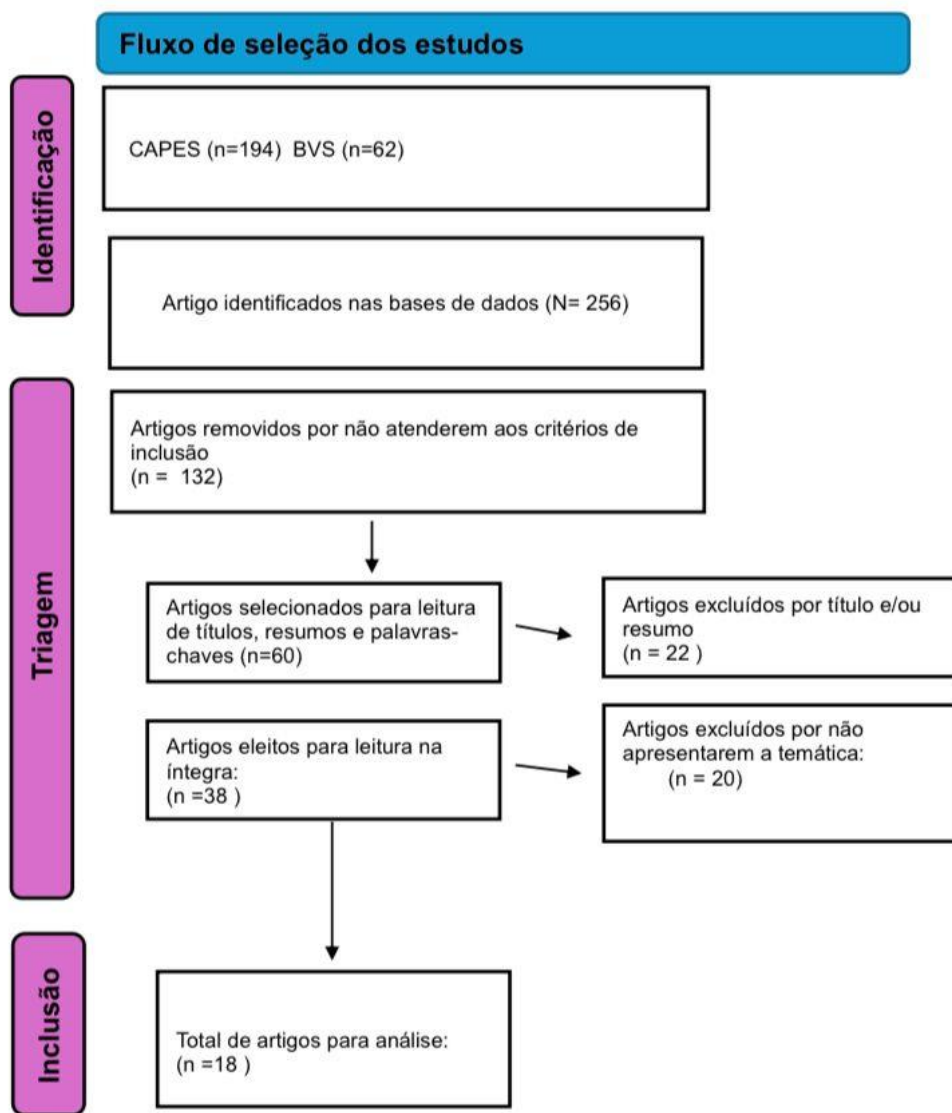 Fluxo de seleção dos estudos
Identificação
CAPES (n=194) BVS (n=62)
Artigo identificados nas bases de dados (N= 256)
Triagem
Artigos removidos por não atenderem aos critérios de
inclusão
(n = 132)
Artigos selecionados para leitura
de títulos, resumos e palavras-
chaves (n=60)
Artigos excluídos por título e/ou
resumo
(n = 22 )
Artigos eleitos para leitura na
íntegra:
(n =38 )
Artigos excluídos por não
apresentarem a temática:
(n = 20)
Inclusão
Total de artigos para análise:
(n =18 )